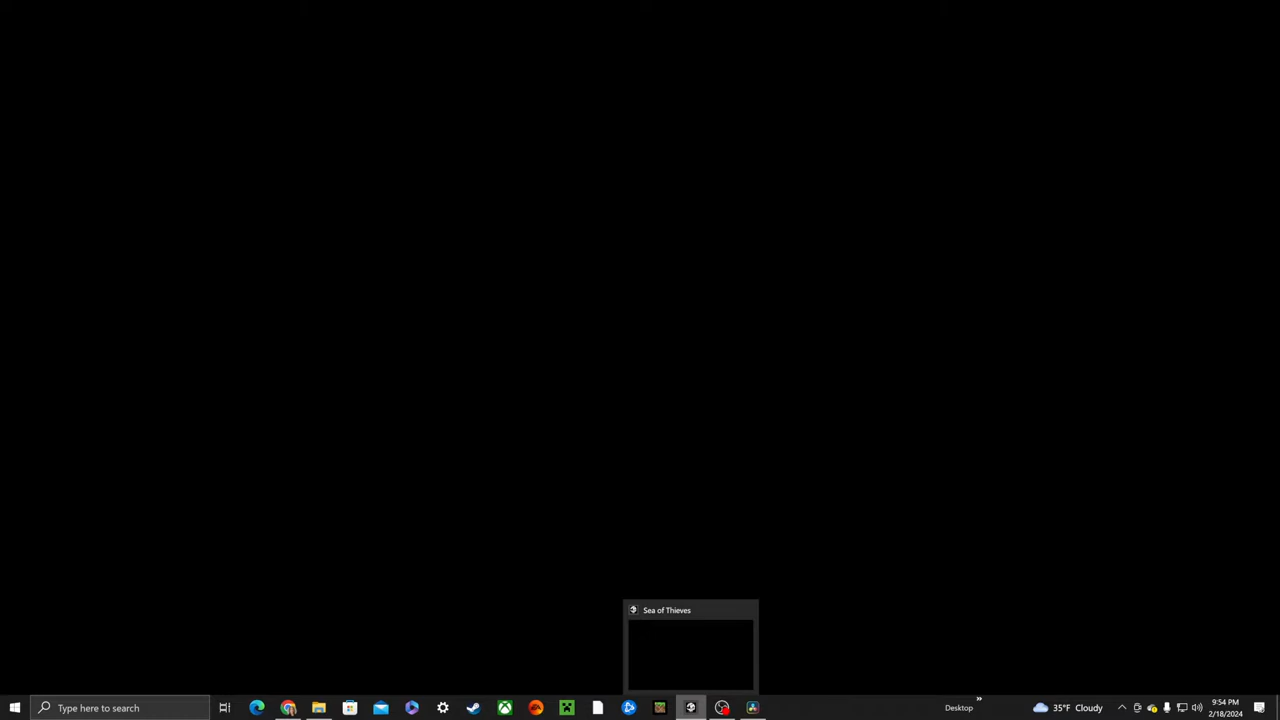 Sea of Thieves
Type here to search
Desktop
»
35°F Cloudy
9:54 PM
2/18/2024